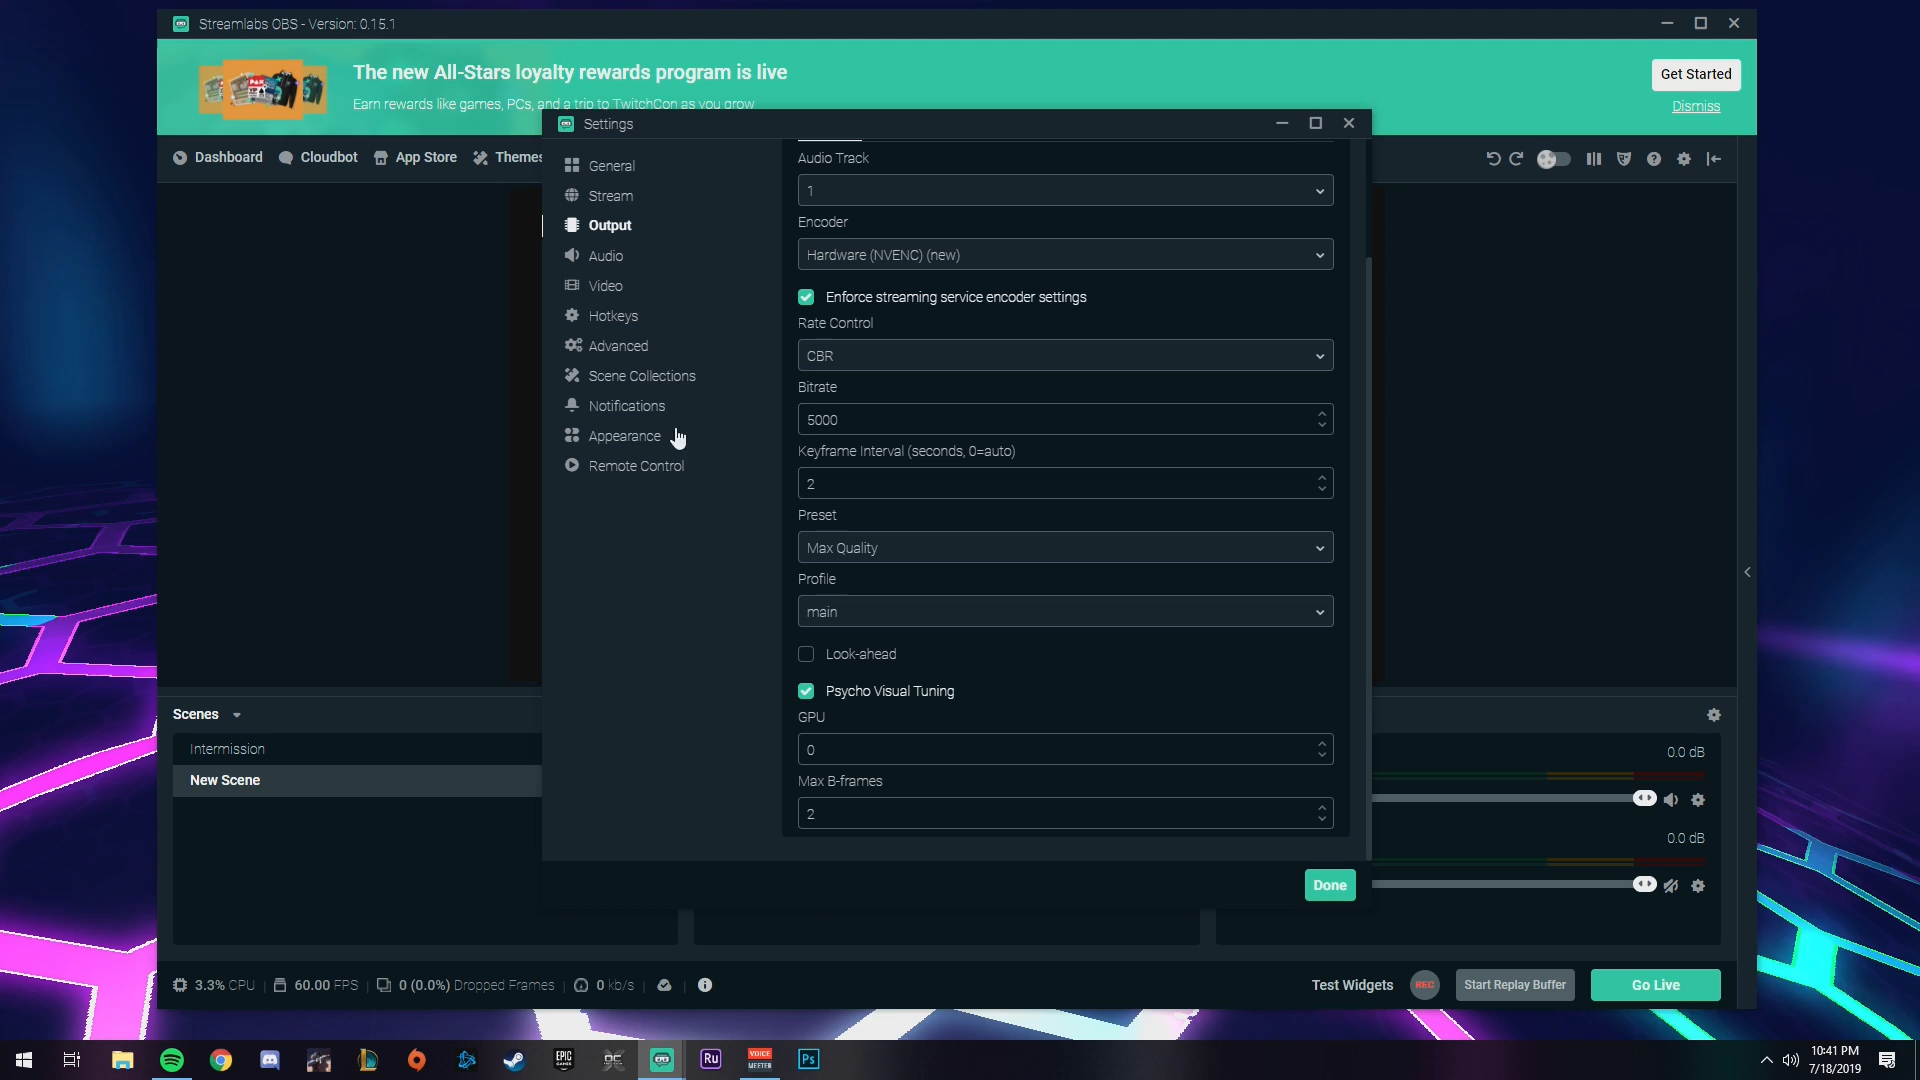 Streamlabs OBS - Version: 0.15.1
The new All-Stars loyalty rewards program is live
Earn rewards like games, PCs, and a trip to TwitchCon as you grow
Get Started
Dismiss
Dashboard
Cloudbot
App Store
Themes
Settings
General
Stream
Output
Audio
Video
Hotkeys
Advanced
Scene Collections
Notifications
Appearance
Remote Control
Audio Track
1
Encoder
Hardware (NVENC) (new)
Enforce streaming service encoder settings
Rate Control
CBR
Bitrate
5000
Keyframe Interval (seconds, 0=auto)
2
Preset
Max Quality
Profile
main
Look-ahead
Psycho Visual Tuning
GPU
0
Max B-frames
2
Done
Scenes
Intermission
New Scene
0.0 dB
0.0 dB
3.3% CPU
60.00 FPS
0 (0.0%) Dropped Frames
0 kb/s
Test Widgets
REC
Start Replay Buffer
Go Live
EPIC
GAMES
Ru
VOICE
MEETER
Ps
10:41 PM
7/18/2019